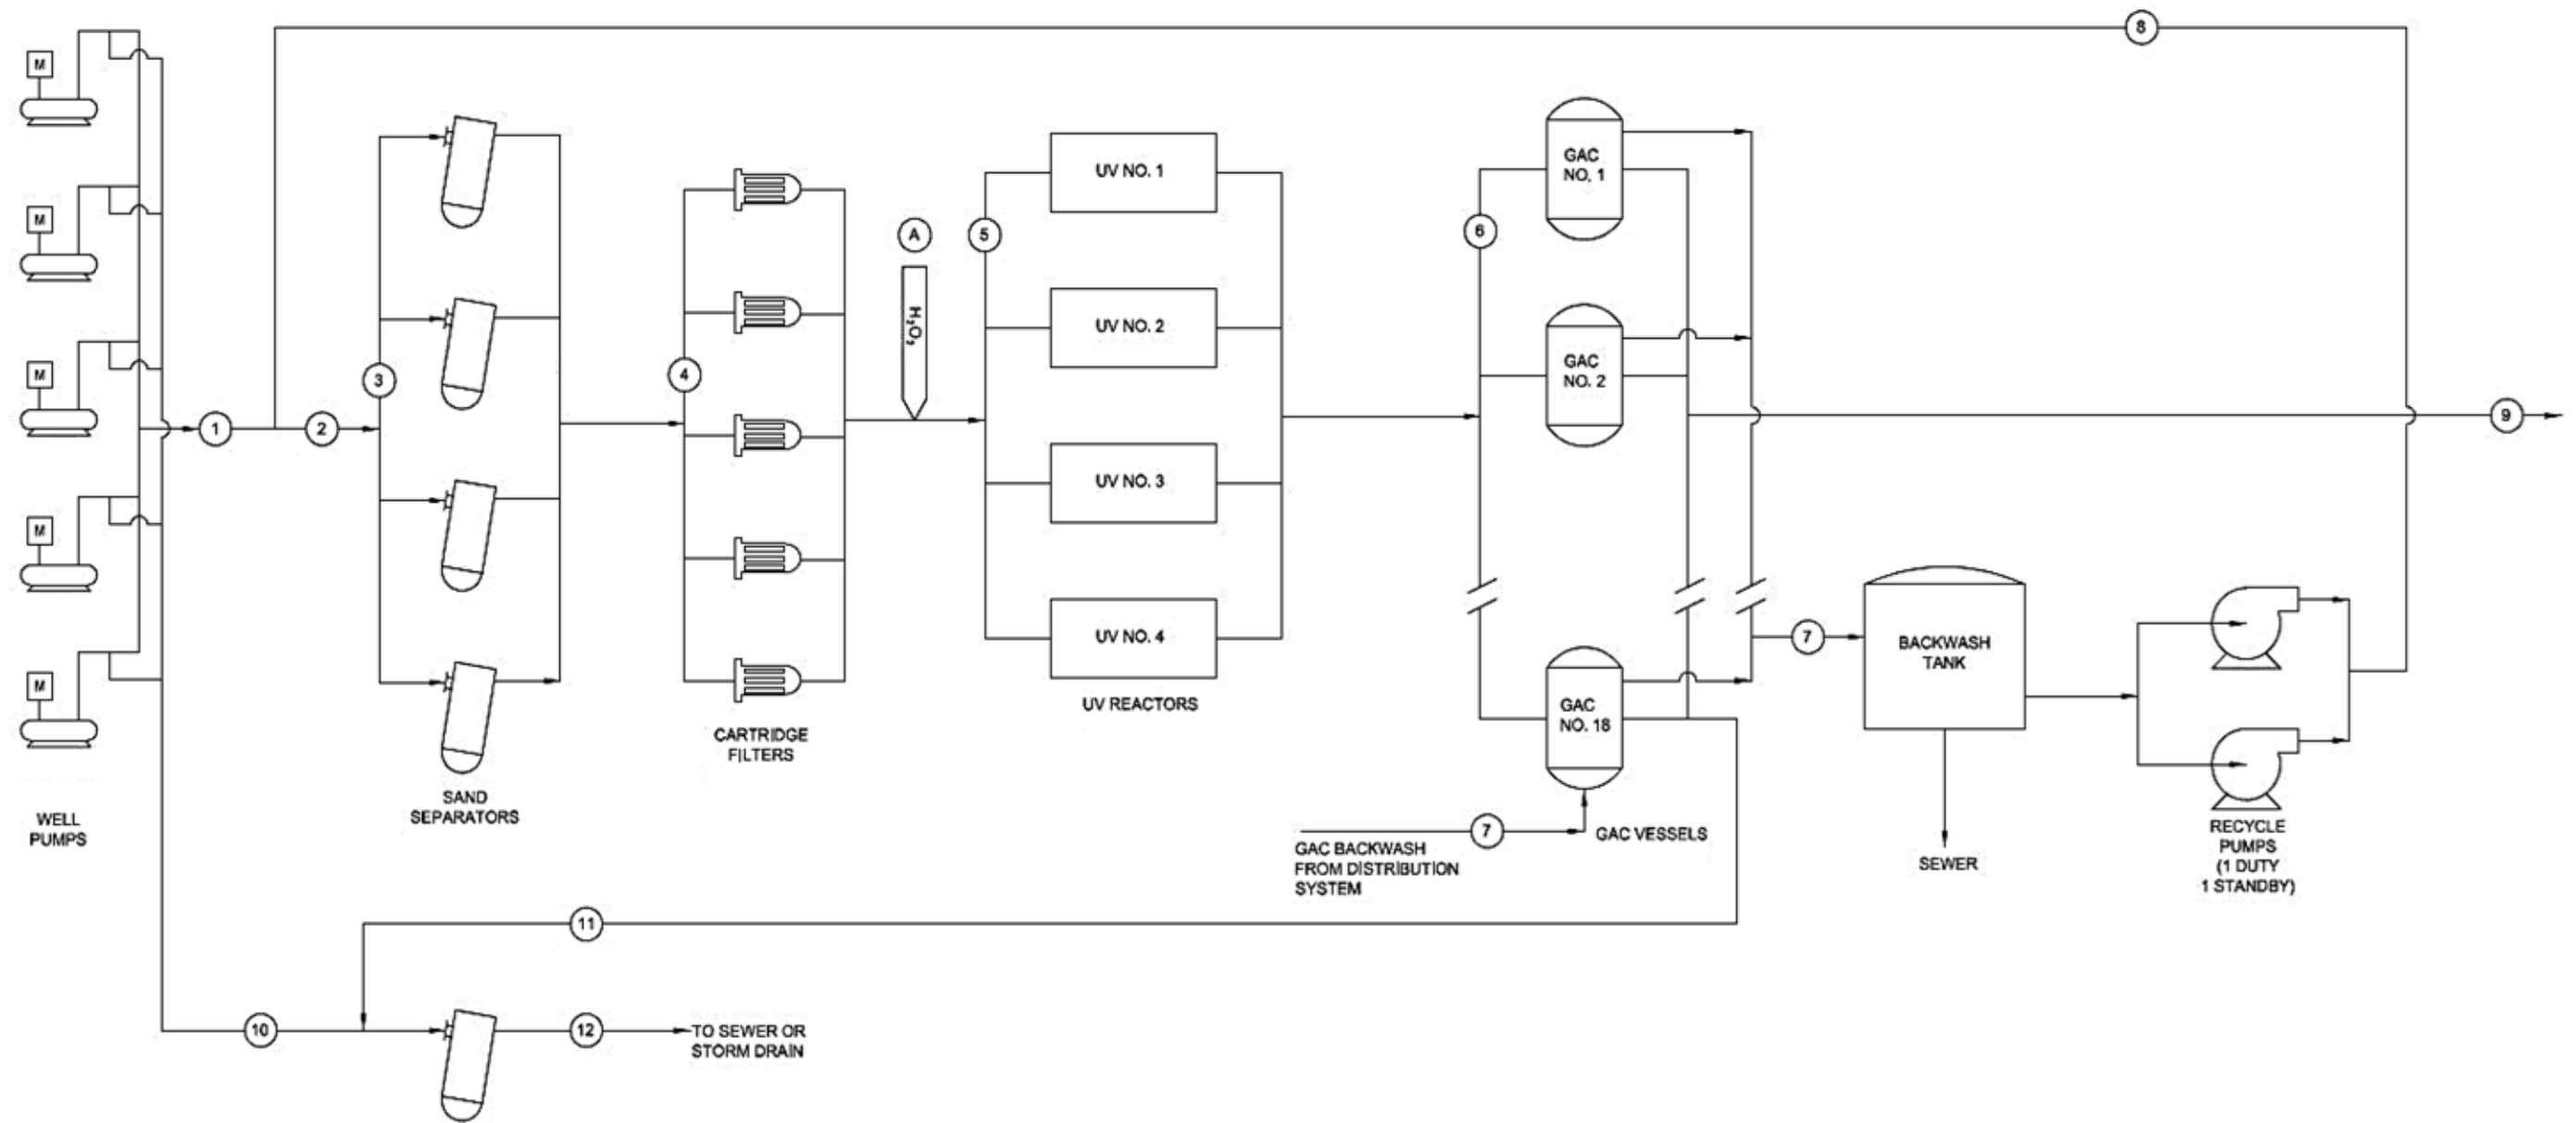 8
M
M
M
M
M
WELL
PUMPS
1
2
3
SAND
SEPARATORS
4
CARTRIDGE
FILTERS
A
H₂O₂
5
UV NO. 1
UV NO. 2
UV NO. 3
UV NO. 4
UV REACTORS
6
GAC
NO. 1
GAC
NO. 2
GAC
NO. 18
7
GAC BACKWASH
FROM DISTRIBUTION
SYSTEM
GAC VESSELS
9
7
BACKWASH
TANK
SEWER
RECYCLE
PUMPS
(1 DUTY
1 STANDBY)
11
10
12
TO SEWER OR
STORM DRAIN